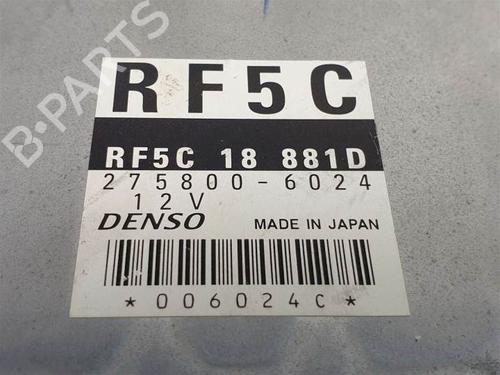 RF5C
RF5C 18 881D
275800-6024
12V
DENSO MADE IN JAPAN
*006024C*
B-PARTS